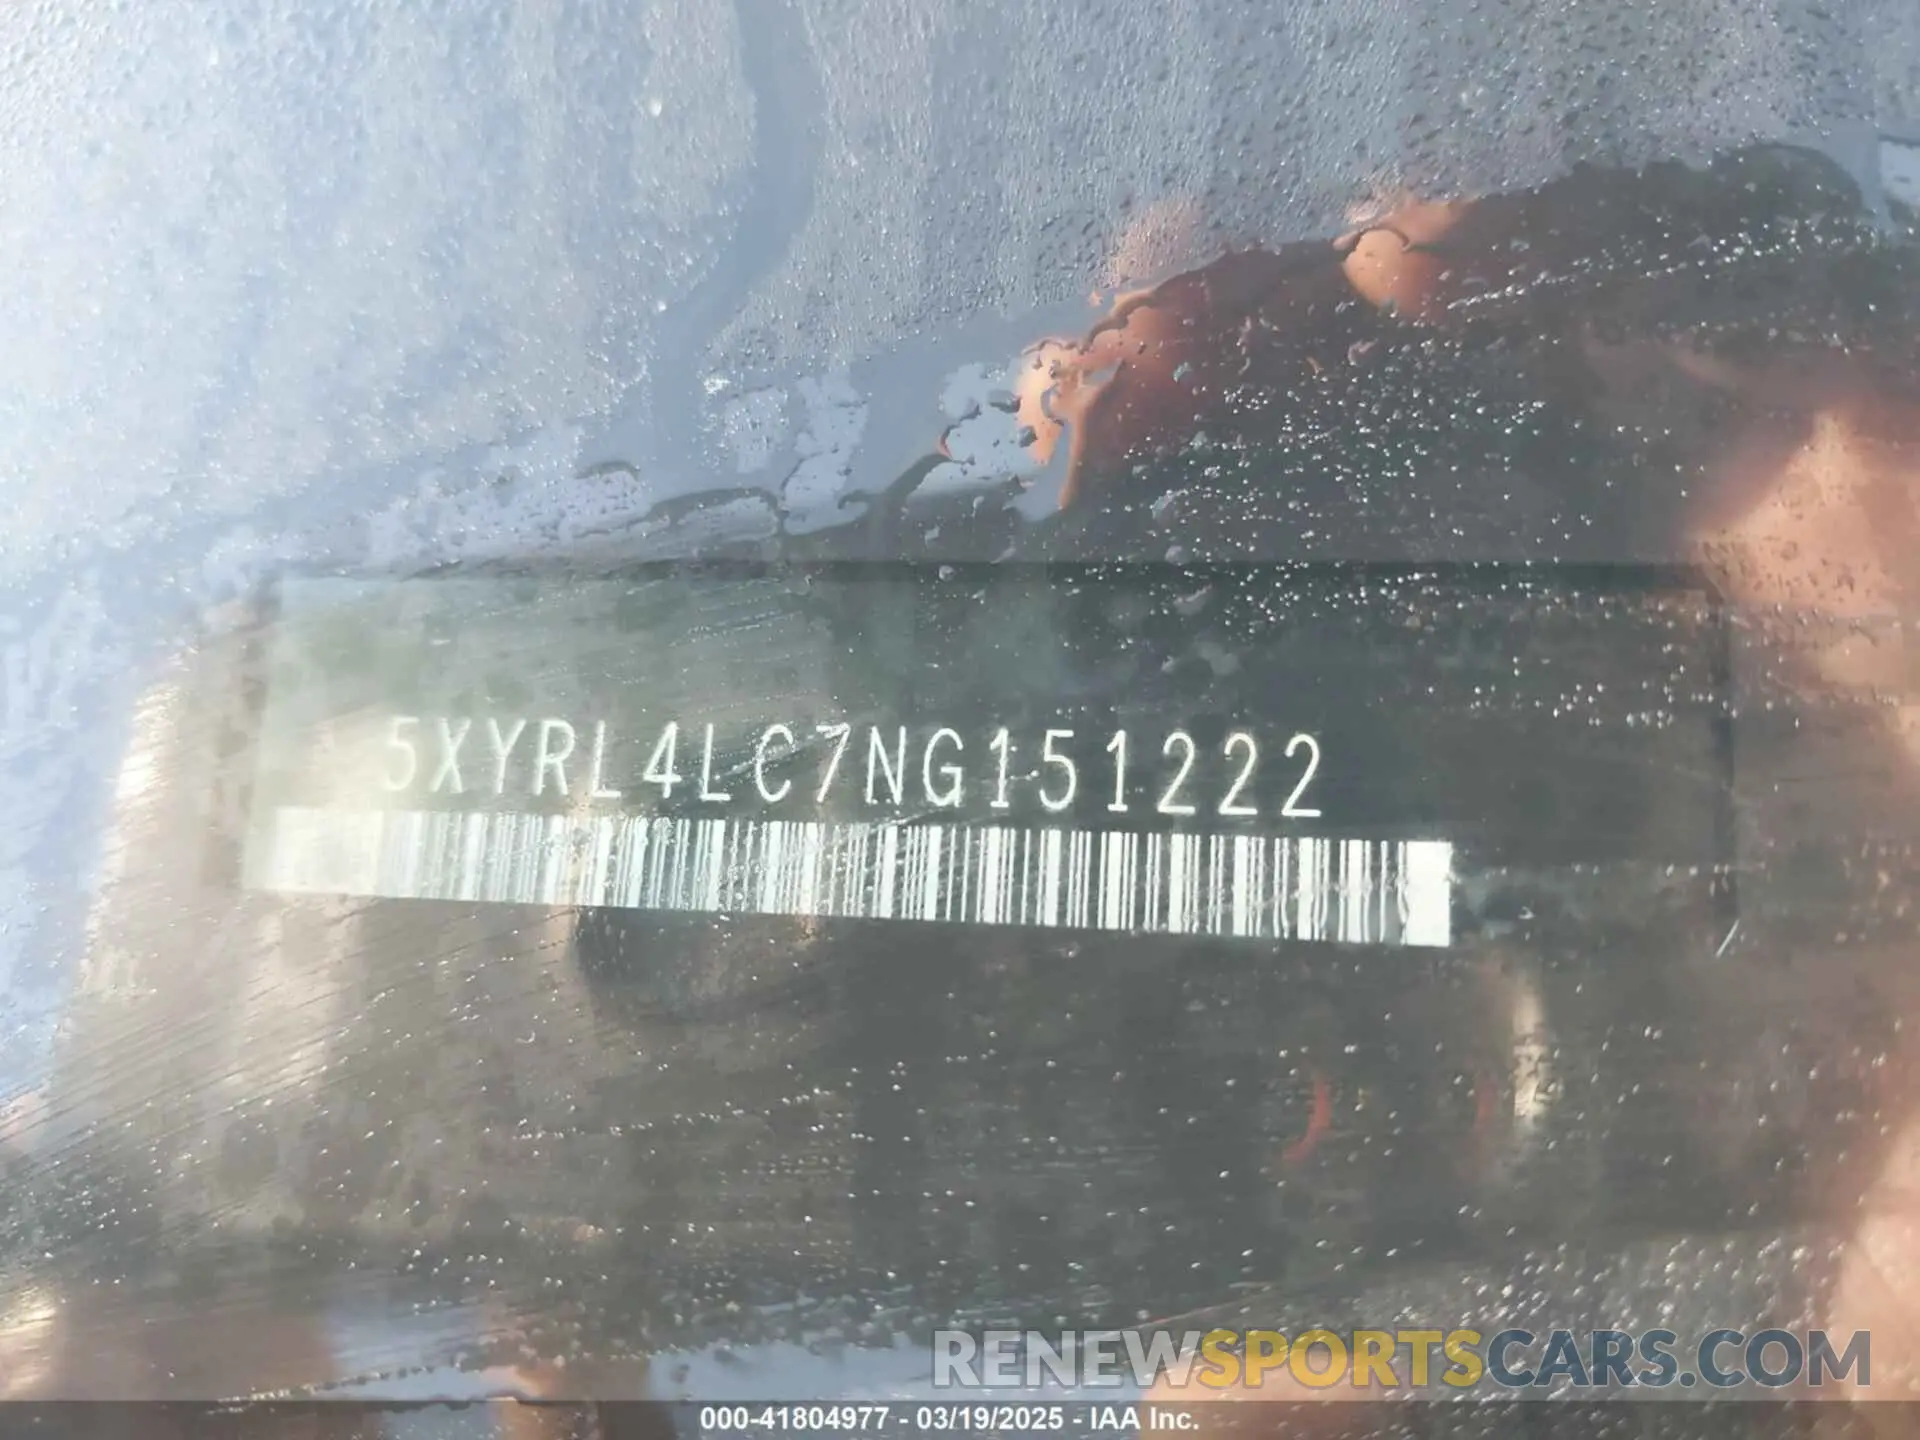 5XYRL4LC7NG151222
RENEWSPORTSCARS.COM
000-41804977 - 03/19/2025 - IAA Inc.